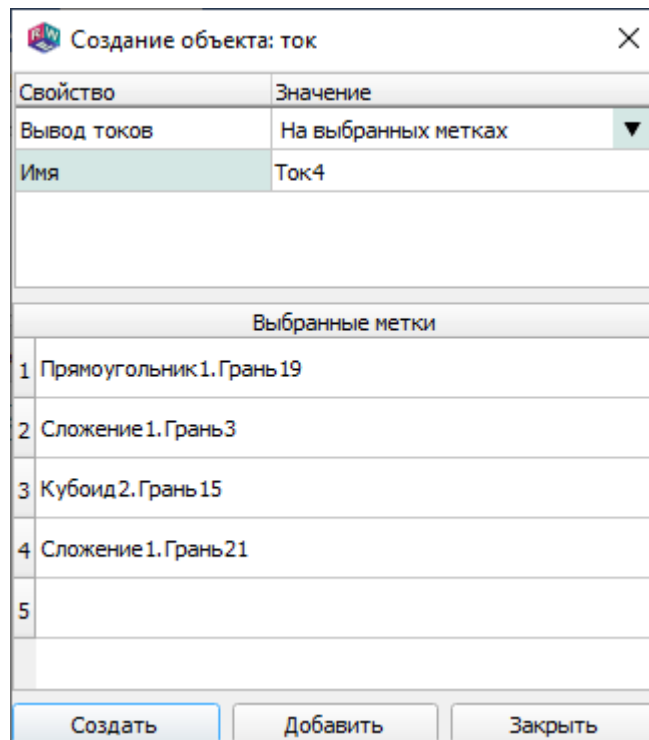 Создание объекта: ток
Свойство Значение
Вывод токов На выбранных метках
Имя Ток4
Выбранные метки
1 Прямоугольник1.Грань19
2 Сложение1.Грань3
3 Кубоид2.Грань15
4 Сложение1.Грань21
5
Создать Добавить Закрыть